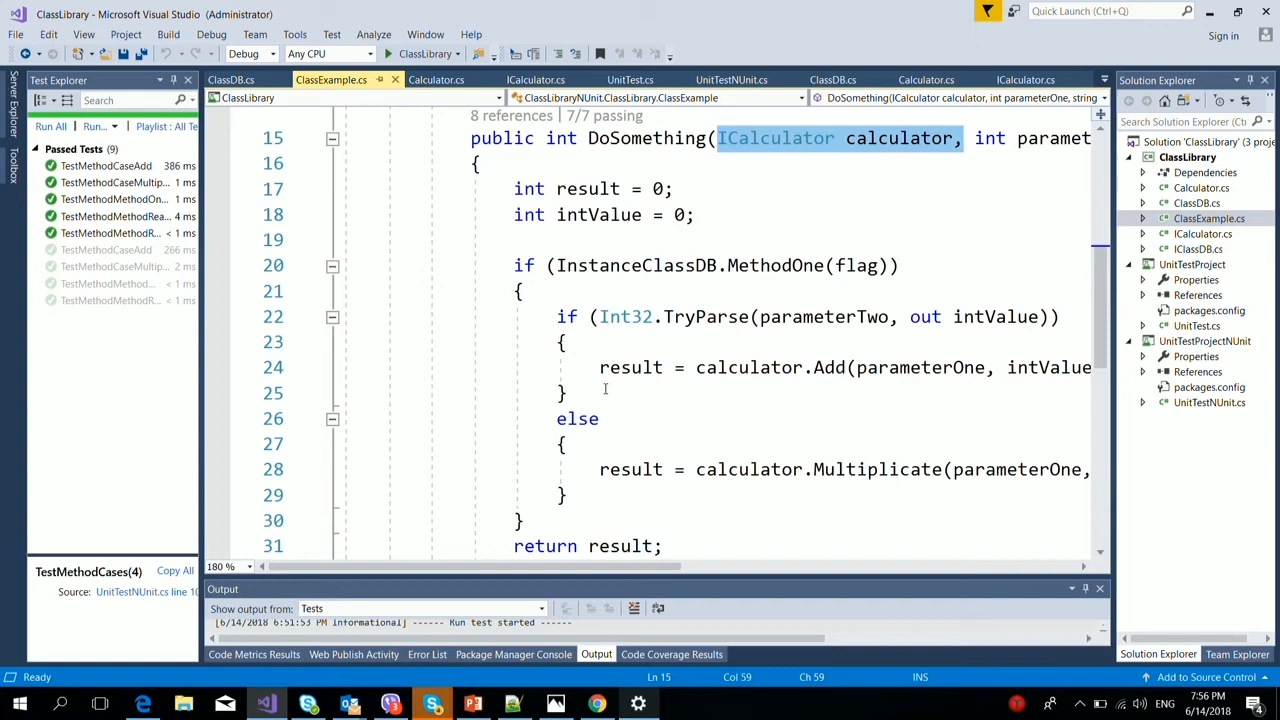 ClassLibrary - Microsoft Visual Studio (Administrator)
Quick Launch (Ctrl+Q)
File Edit View Project Build Debug Team Tools Test Analyze Window Help
Sign in
Debug Any CPU ClassLibrary
Server Explorer
Toolbox
Test Explorer
Search
Run All Run... Playlist : All Te
Passed Tests (9)
TestMethodCaseAdd 386 ms
TestMethodCaseMultip... 1 ms
TestMethodMethodOn... 1 ms
TestMethodMethodRea... 4 ms
TestMethodMethodR... < 1 ms
TestMethodCaseAdd 266 ms
TestMethodCaseMultip... 2 ms
TestMethodMethod... < 1 ms
TestMethodMethodR... < 1 ms
TestMethodCases(4) Copy All
Source: UnitTestNUnit.cs line 10
ClassDB.cs ClassExample.cs Calculator.cs ICalculator.cs UnitTest.cs UnitTestNUnit.cs ClassDB.cs Calculator.cs ICalculator.cs
ClassLibrary ClassLibraryNUnit.ClassLibrary.ClassExample DoSomething(ICalculator calculator, int parameterOne, string
8 references | 7/7 passing
15 public int DoSomething(ICalculator calculator, int paramet
16 {
17 int result = 0;
18 int intValue = 0;
19
20 if (InstanceClassDB.MethodOne(flag))
21 {
22 if (Int32.TryParse(parameterTwo, out intValue))
23 {
24 result = calculator.Add(parameterOne, intValue
25 }
26 else
27 {
28 result = calculator.Multiplicate(parameterOne,
29 }
30 }
31 return result;
180 %
Output
Show output from: Tests
[6/14/2018 6:51:53 PM Informational] ------ Run test started ------
Code Metrics Results Web Publish Activity Error List Package Manager Console Output Code Coverage Results
Solution Explorer
Search Solution Explorer (Ctrl
Solution 'ClassLibrary' (3 proje
ClassLibrary
Dependencies
Calculator.cs
ClassDB.cs
ClassExample.cs
ICalculator.cs
IClassDB.cs
UnitTestProject
Properties
References
packages.config
UnitTest.cs
UnitTestProjectNUnit
Properties
References
packages.config
UnitTestNUnit.cs
Solution Explorer Team Explorer
Ready Ln 15 Col 59 Ch 59 INS Add to Source Control
ENG
7:56 PM
6/14/2018